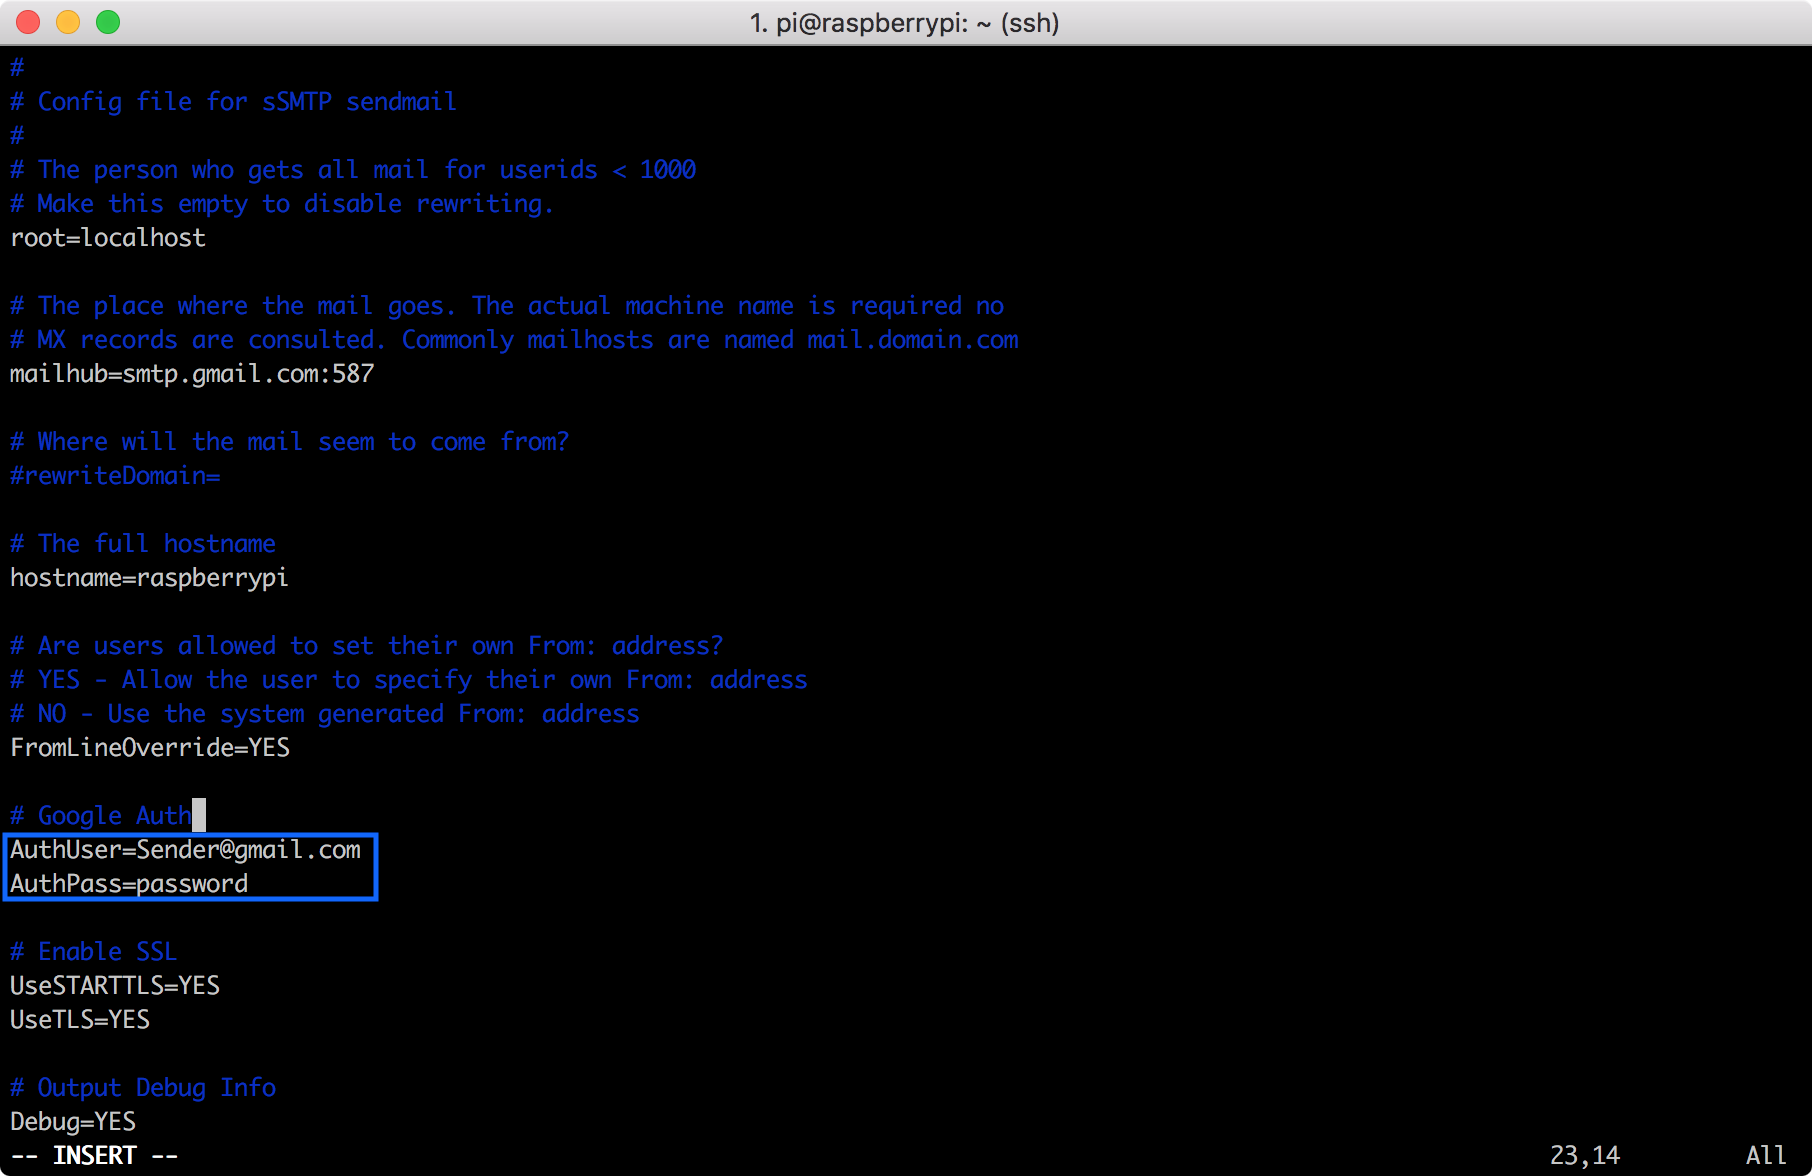 1. pi@raspberrypi: ~ (ssh)
#
# Config file for sSMTP sendmail
#
# The person who gets all mail for userids < 1000
# Make this empty to disable rewriting.
root=localhost
# The place where the mail goes. The actual machine name is required no
# MX records are consulted. Commonly mailhosts are named mail.domain.com
mailhub=smtp.gmail.com:587
# Where will the mail seem to come from?
#rewriteDomain=
# The full hostname
hostname=raspberrypi
# Are users allowed to set their own From: address?
# YES - Allow the user to specify their own From: address
# NO - Use the system generated From: address
FromLineOverride=YES
# Google Auth
AuthUser=Sender@gmail.com
AuthPass=password
# Enable SSL
UseSTARTTLS=YES
UseTLS=YES
# Output Debug Info
Debug=YES
-- INSERT -- 23,14 All